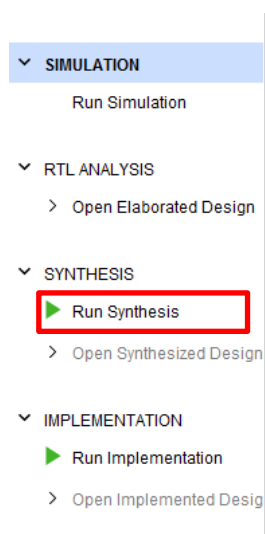 SIMULATION
Run Simulation
RTL ANALYSIS
Open Elaborated Design
SYNTHESIS
Run Synthesis
Open Synthesized Design
IMPLEMENTATION
Run Implementation
Open Implemented Desig